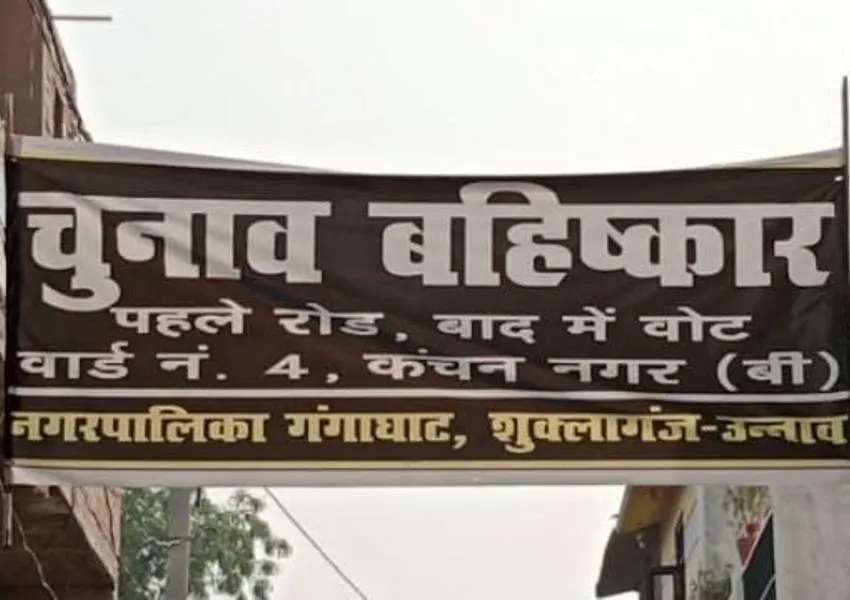 चुनाव बहिष्कार
पहले रोड, बाद में वोट
वार्ड नं. 4, कंचन नगर (बी)
नगरपालिका गंगाघाट, शुक्लागंज-उन्नाव